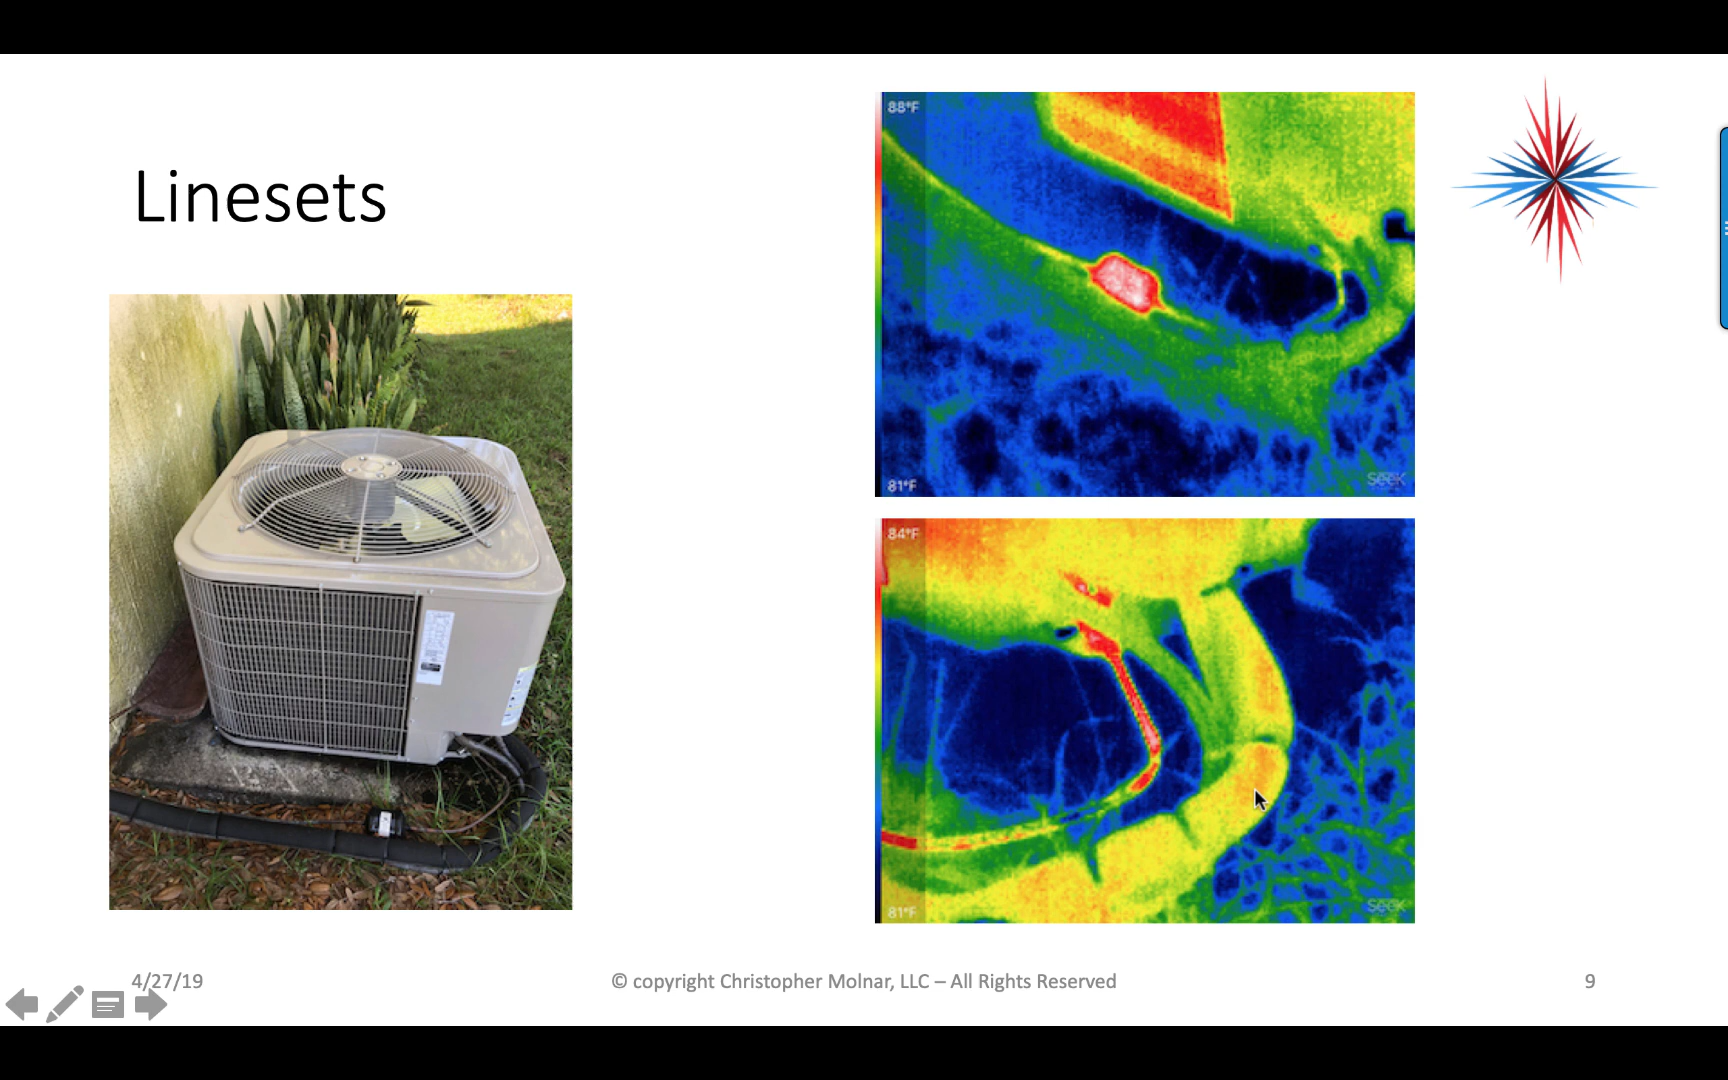 Linesets
88°F
81°F
seek
84°F
81°F
seek
4/27/19
© copyright Christopher Molnar, LLC – All Rights Reserved
9